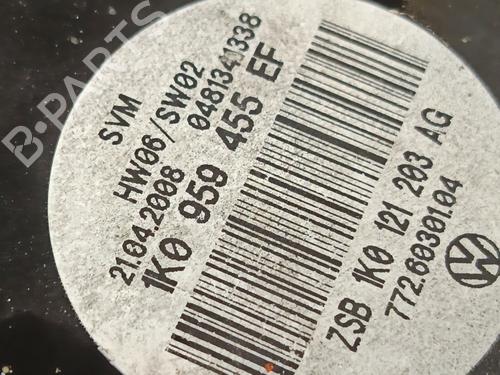 SVM
HW06/SW02
21.04.2008 0481341338
1K0 959 455 EF
ZSB 1K0 121 203 AG
772.60301.04
B-PARTS